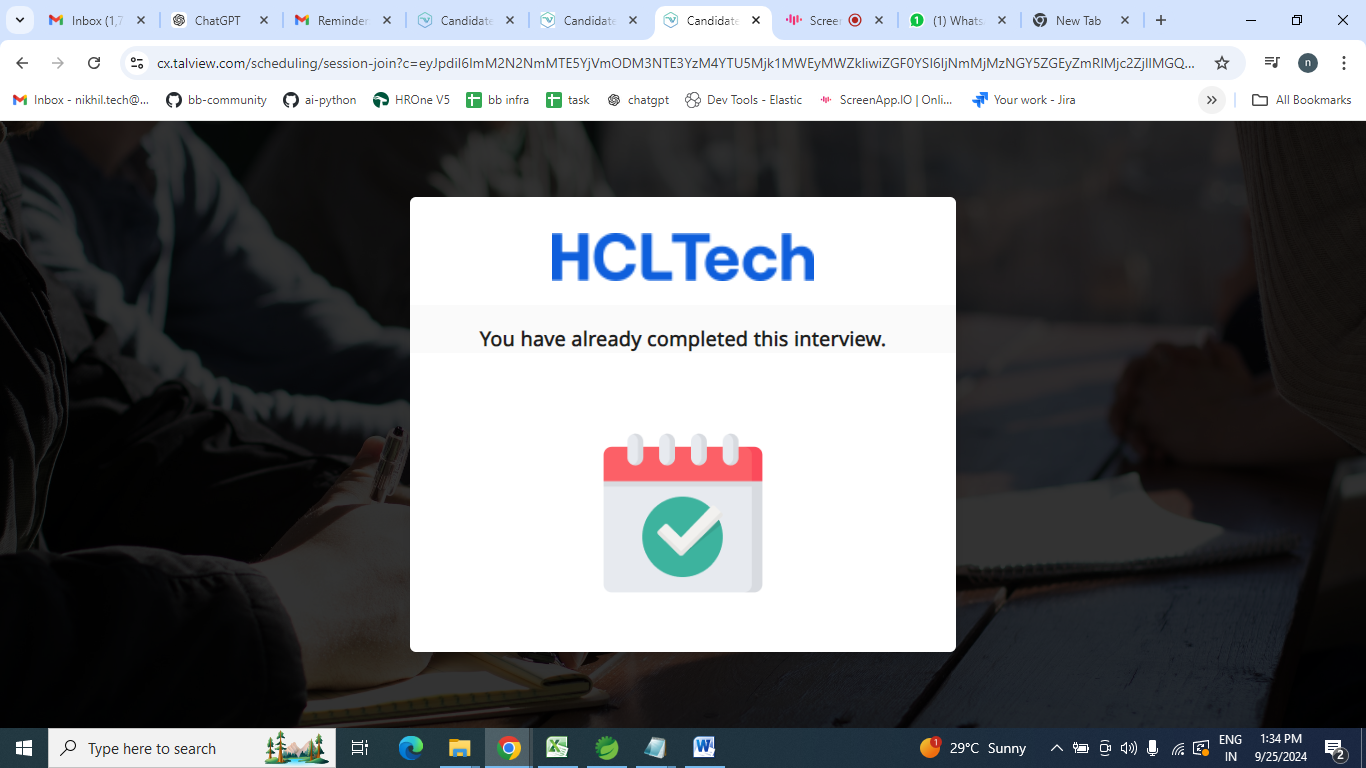 Inbox (1,7
ChatGPT
Reminder
Candidate
Candidate
Candidate
Scree
(1) Whats
New Tab
cx.talview.com/scheduling/session-join?c=eyJpdiI6ImM2N2NmMTE5YjVmODM3NTE3YzM4YTU5Mjk1MWEyMWZkIiwiZGF0YSI6IjNmMjMzNGY5ZGEyZmRlMjc2ZjllMGQ...
n
Inbox - nikhil.tech@...
bb-community
ai-python
HROne V5
bb infra
task
chatgpt
Dev Tools - Elastic
ScreenApp.IO | Onli...
Your work - Jira
»
All Bookmarks
HCLTech
You have already completed this interview.
Type here to search
1
29°C Sunny
ENG
IN
1:34 PM
9/25/2024
2